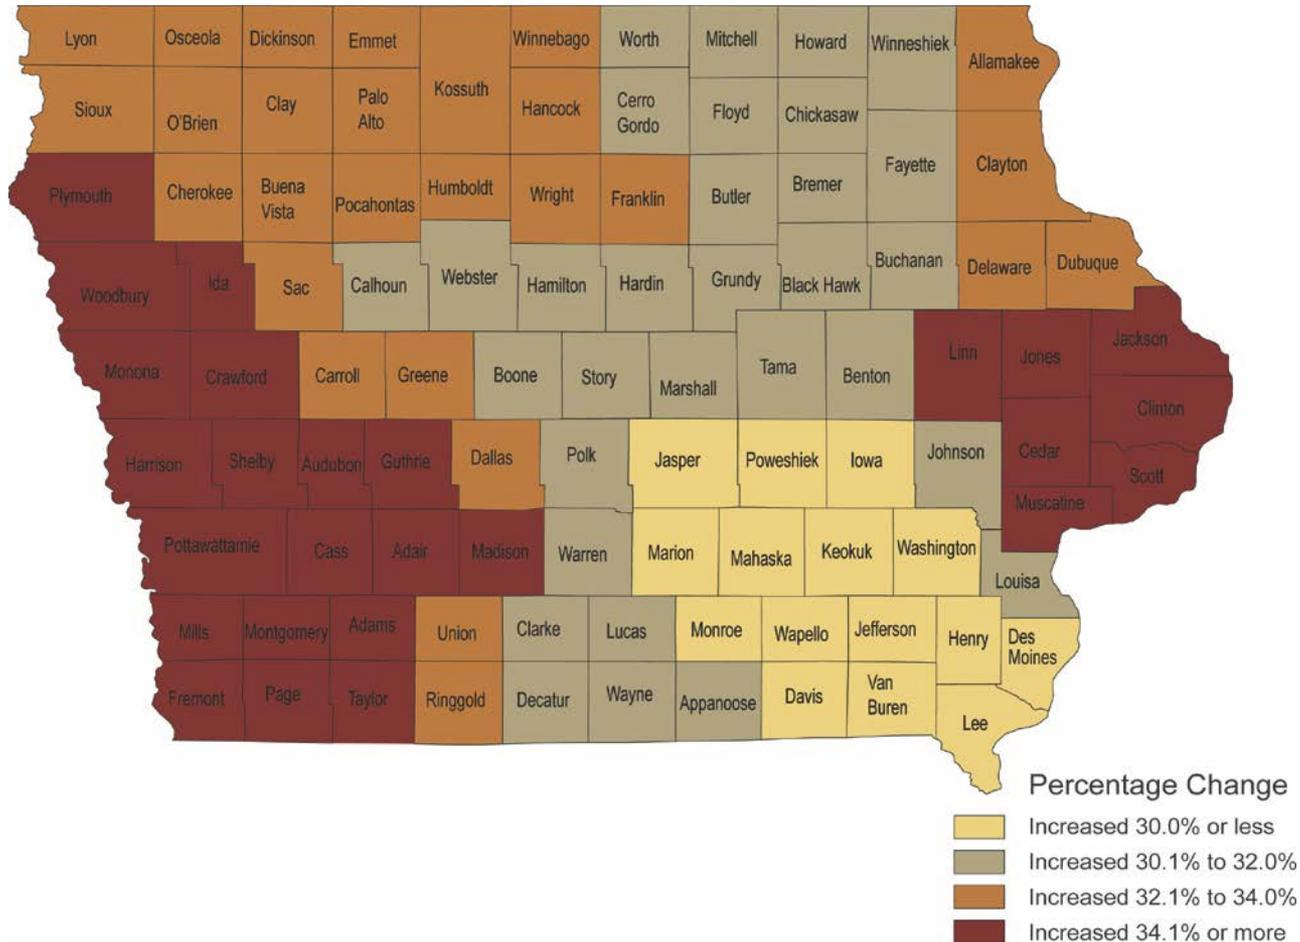 Lyon
Osceola
Dickinson
Emmet
Kossuth
Winnebago
Worth
Mitchell
Howard
Winneshiek
Allamakee
Sioux
O'Brien
Clay
Palo
Alto
Hancock
Cerro
Gordo
Floyd
Chickasaw
Fayette
Clayton
Plymouth
Cherokee
Buena
Vista
Pocahontas
Humboldt
Wright
Franklin
Butler
Bremer
Woodbury
Ida
Sac
Calhoun
Webster
Hamilton
Hardin
Grundy
Black Hawk
Buchanan
Delaware
Dubuque
Monona
Crawford
Carroll
Greene
Boone
Story
Marshall
Tama
Benton
Linn
Jones
Jackson
Clinton
Harrison
Shelby
Audubon
Guthrie
Dallas
Polk
Jasper
Poweshiek
Iowa
Johnson
Cedar
Scott
Muscatine
Pottawattamie
Cass
Adair
Madison
Warren
Marion
Mahaska
Keokuk
Washington
Louisa
Mills
Montgomery
Adams
Union
Clarke
Lucas
Monroe
Wapello
Jefferson
Henry
Des
Moines
Fremont
Page
Taylor
Ringgold
Decatur
Wayne
Appanoose
Davis
Van
Buren
Lee
Percentage Change
Increased 30.0% or less
Increased 30.1% to 32.0%
Increased 32.1% to 34.0%
Increased 34.1% or more